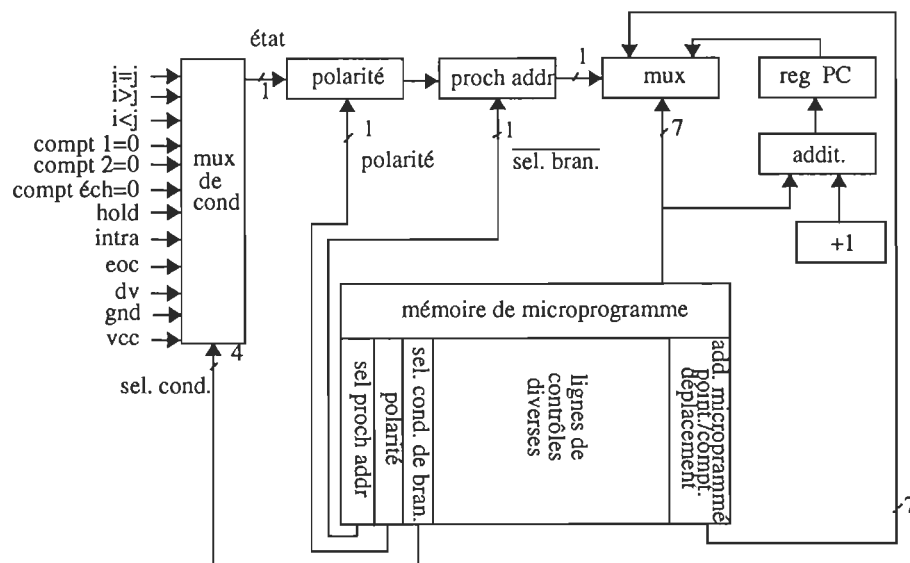 état
1
polarité
proch addr
1
mux
reg PC
i=j
i>j
i<j
compt 1=0
compt 2=0
compt éch=0
hold
intra
eoc
dv
gnd
vcc
mux
de
cond
1
polarité
1
sel. bran.
7
addit.
+1
4
sel. cond.
mémoire de microprogramme
sel proch addr
polarité
sel. cond. de bran.
lignes de
contrôles
diverses
add. microprammé
point./compt.
déplacement
7